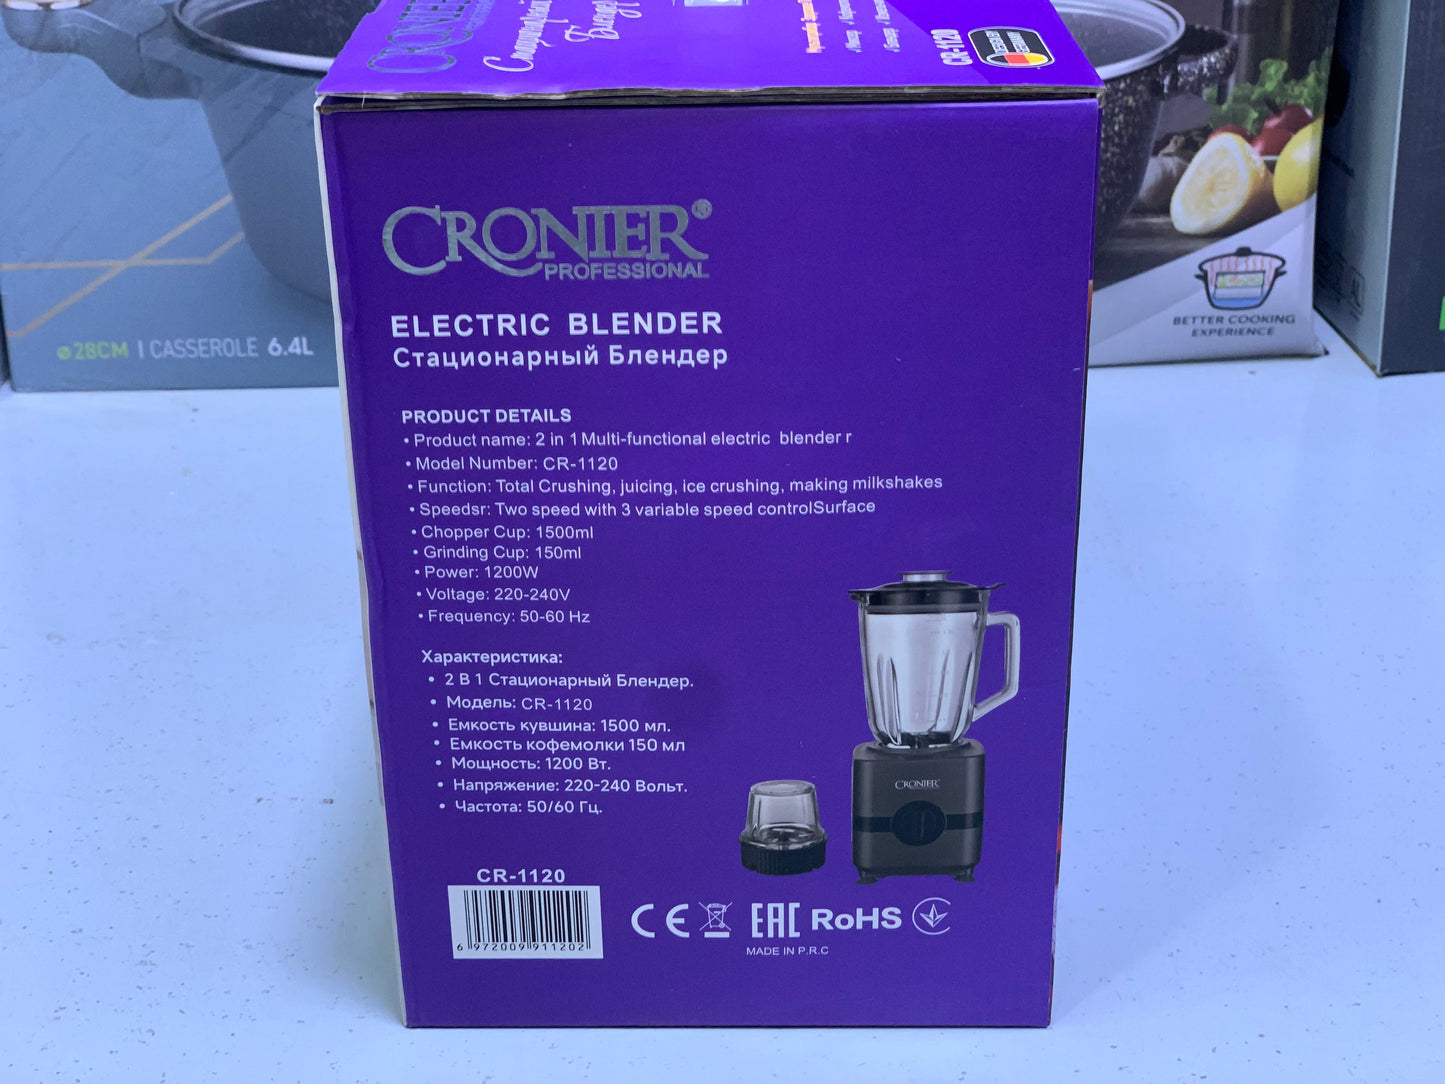 CRONIER
Стационарный
Блендер
CR-1120
CRONIER®
PROFESSIONAL
ELECTRIC BLENDER
Стационарный Блендер
PRODUCT DETAILS
• Product name: 2 in 1 Multi-functional electric blender r
• Model Number: CR-1120
• Function: Total Crushing, juicing, ice crushing, making milkshakes
• Speedsr: Two speed with 3 variable speed controlSurface
• Chopper Cup: 1500ml
• Grinding Cup: 150ml
• Power: 1200W
• Voltage: 220-240V
• Frequency: 50-60 Hz
Характеристика:
• 2 В 1 Стационарный Блендер.
• Модель: CR-1120
• Емкость кувшина: 1500 мл.
• Емкость кофемолки 150 мл
• Мощность: 1200 Вт.
• Напряжение: 220-240 Вольт.
• Частота: 50/60 Гц.
CRONIER
CR-1120
6 972009 911202
CE EAC RoHS
MADE IN P.R.C
28CM | CASSEROLE 6.4L
BETTER COOKING
EXPERIENCE